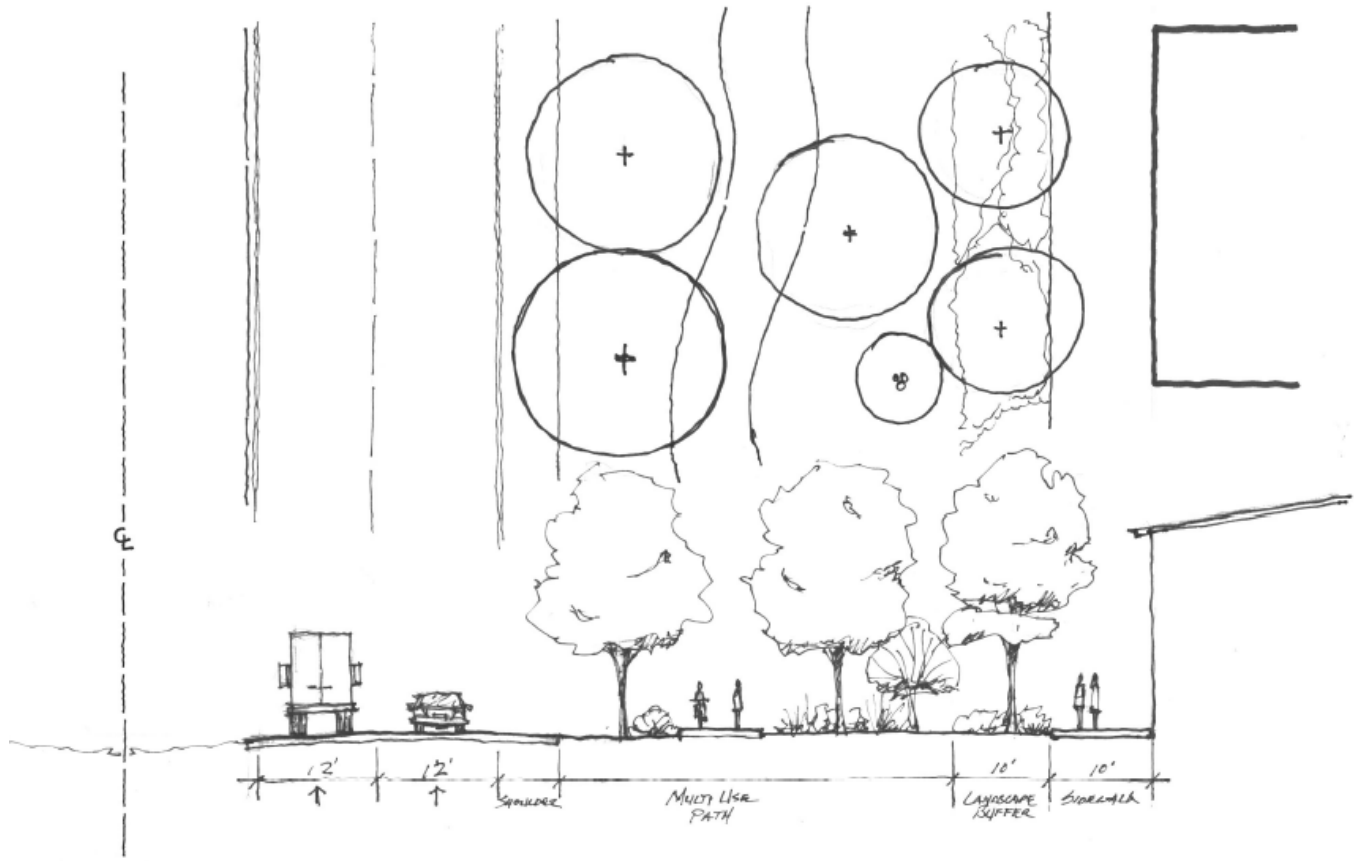 ℄
12'
12'
SHOULDER
MULTI USE
PATH
10'
LANDSCAPE
BUFFER
10'
SIDEWALK